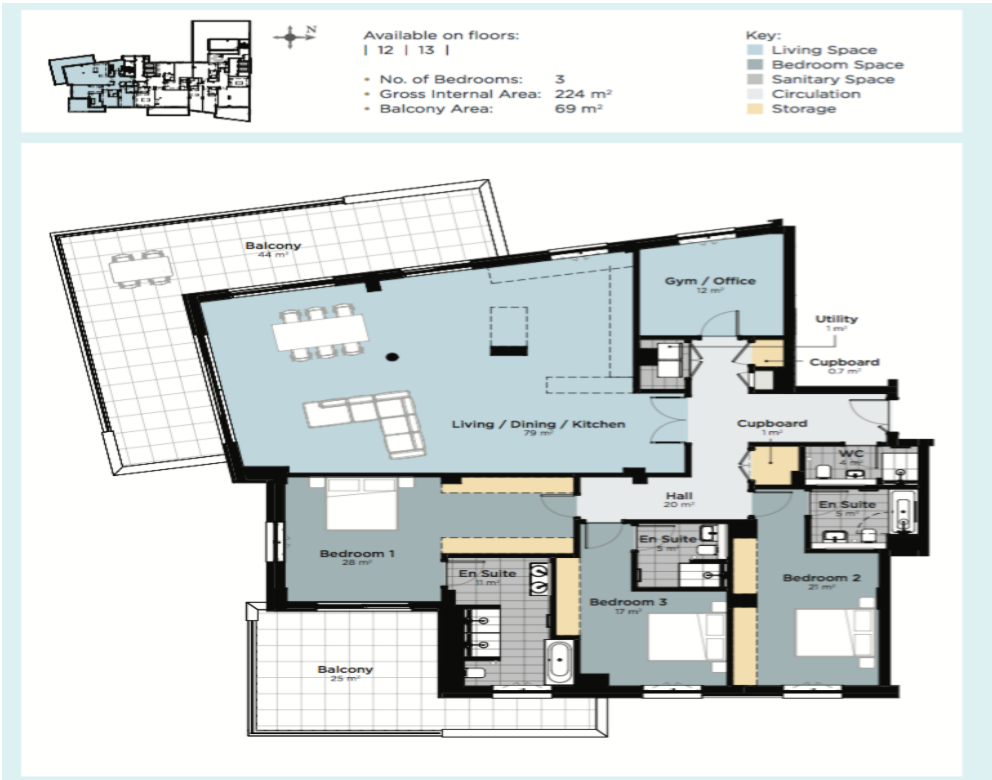 N
Available on floors:
| 12 | 13 |
• No. of Bedrooms: 3
• Gross Internal Area: 224 m²
• Balcony Area: 69 m²
Key:
Living Space
Bedroom Space
Sanitary Space
Circulation
Storage
Balcony
44 m²
Gym / Office
12 m²
Utility
1 m²
Cupboard
0.7 m²
Living / Dining / Kitchen
79 m²
Cupboard
1 m²
WC
4 m²
Hall
20 m²
En Suite
5 m²
En Suite
5 m²
Bedroom 1
28 m²
En Suite
11 m²
Bedroom 2
21 m²
Bedroom 3
17 m²
Balcony
25 m²